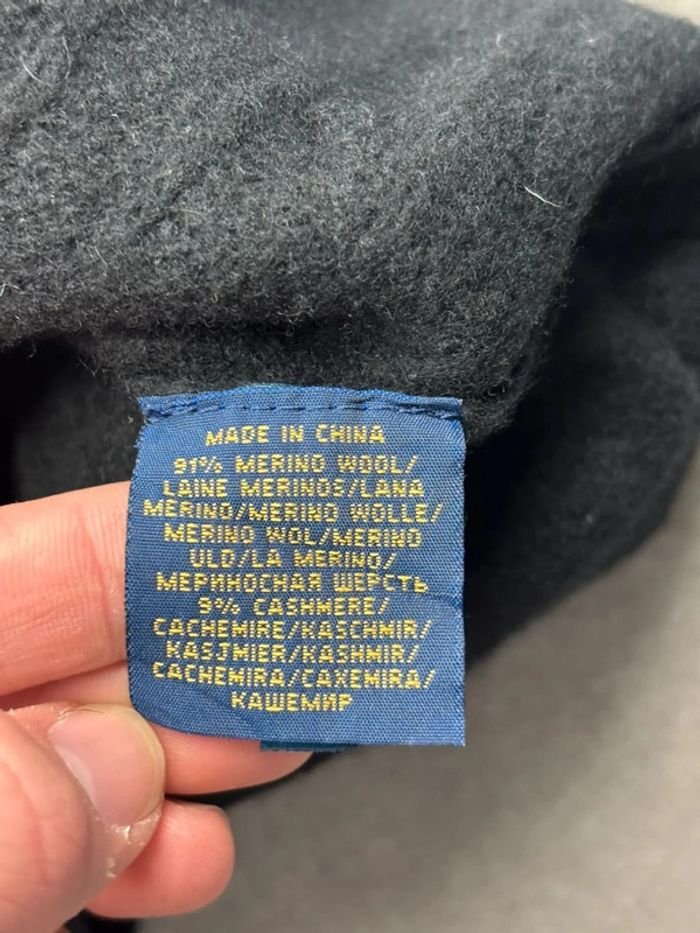 MADE IN CHINA
91% MERINO WOOL/
LAINE MERINOS/LANA
MERINO/MERINO WOLLE/
MERINO WOL/MERINO
ULD/LA MERINO/
МЕРИНОСНАЯ ШЕРСТЬ
9% CASHMERE/
CACHEMIRE/KASCHMIR/
KASJMIER/KASHMIR/
CACHEMIRA/CAXEMIRA/
КАШЕМИР